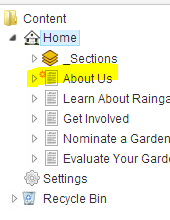 Content
Home
_Sections
About Us
Learn About Rainga
Get Involved
Nominate a Garden
Evaluate Your Garde
Settings
Recycle Bin